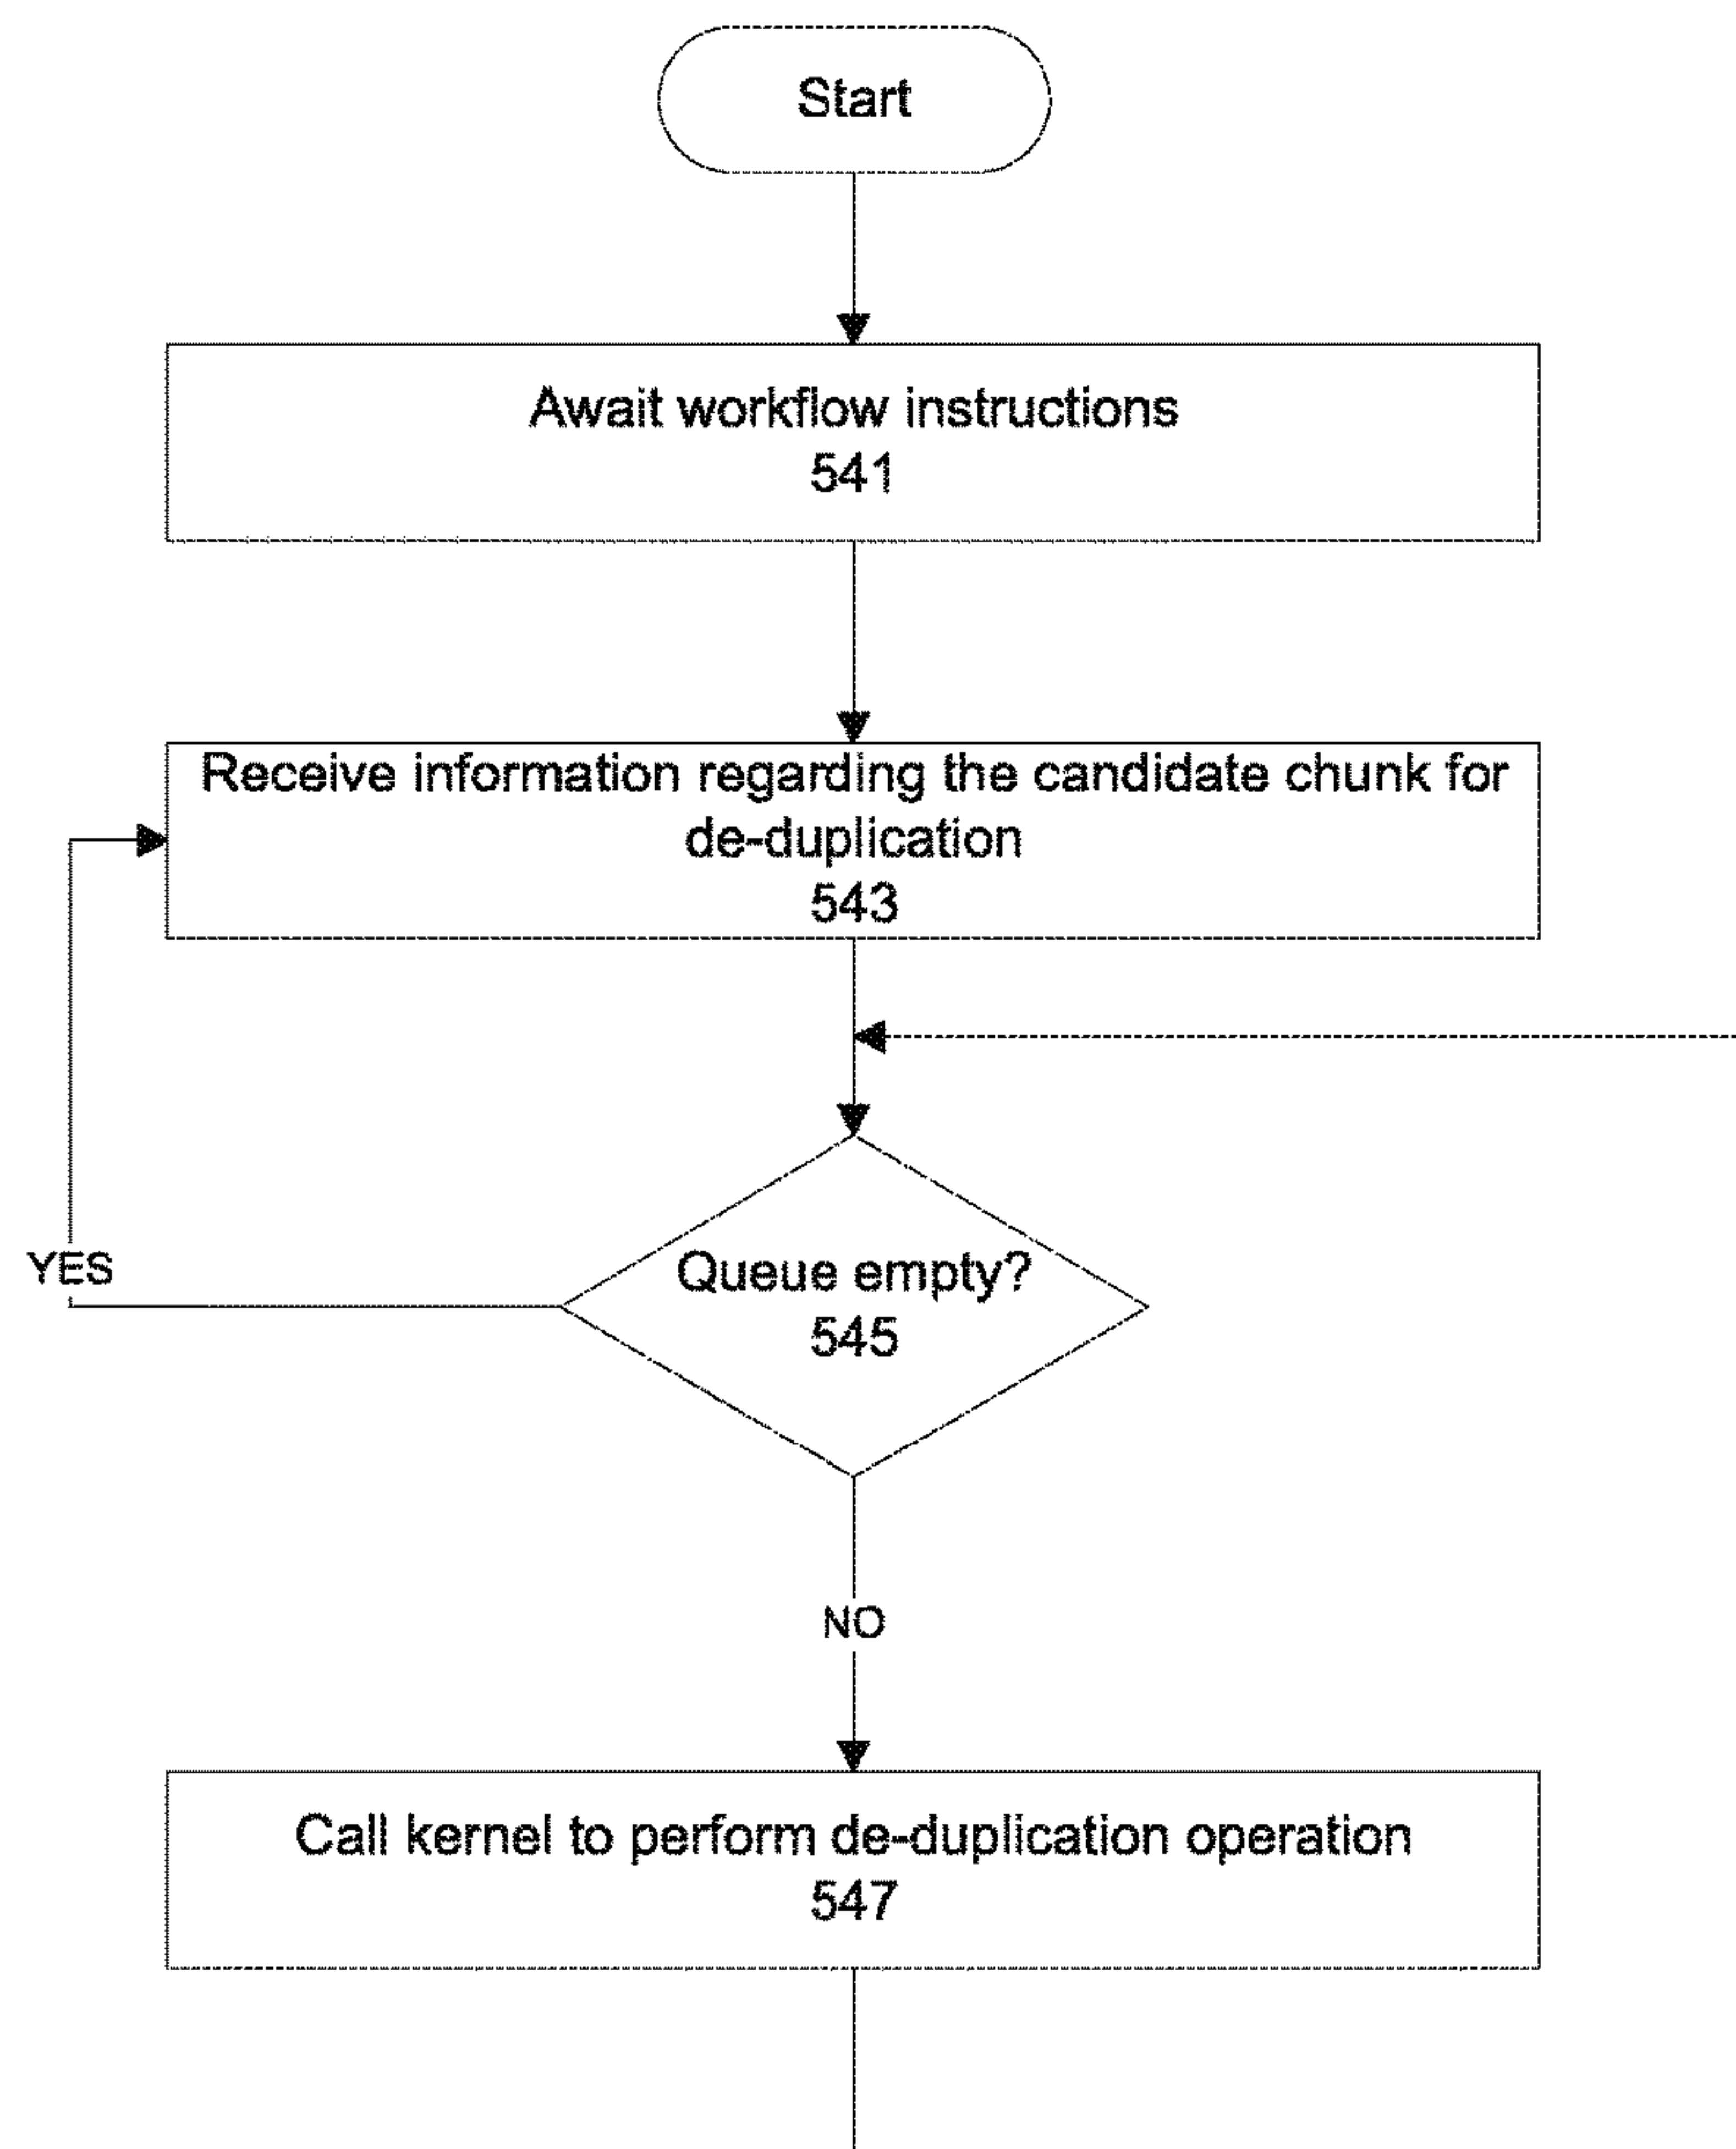 Start
Await workflow instructions
541
Receive information regarding the candidate chunk for
de-duplication
543
Queue empty?
545
YES
NO
Call kernel to perform de-duplication operation
547